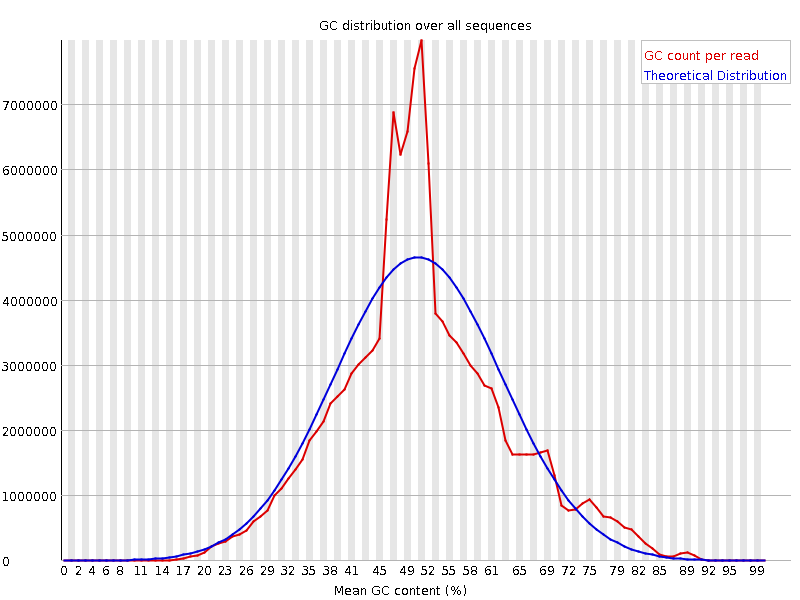 GC distribution over all sequences
GC count per read
Theoretical Distribution
7000000
6000000
5000000
4000000
3000000
2000000
1000000
0
0 2 4 6 8 11 14 17 20 23 26 29 32 35 38 41 45 49 52 55 58 61 65 69 72 75 79 82 85 89 92 95 99
Mean GC content (%)